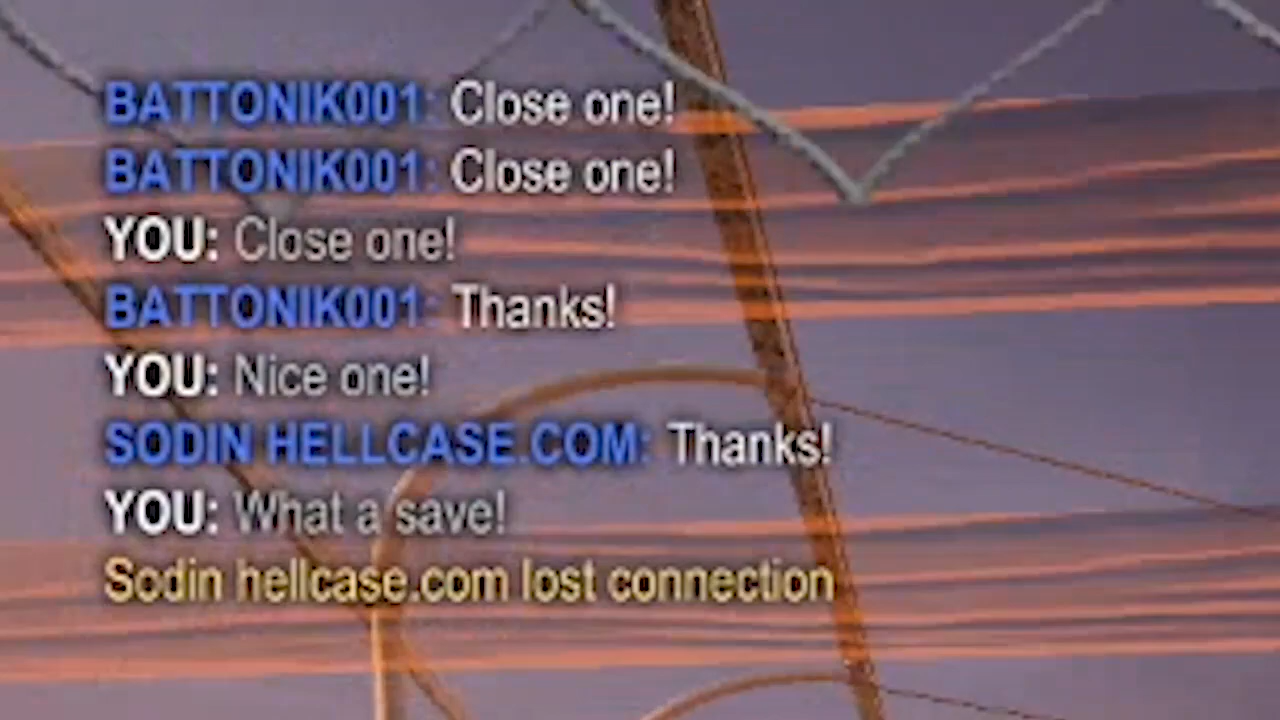 BATTONIK001: Close one!
BATTONIK001: Close one!
YOU: Close one!
BATTONIK001: Thanks!
YOU: Nice one!
SODIN HELLCASE.COM: Thanks!
YOU: What a save!
Sodin hellcase.com lost connection